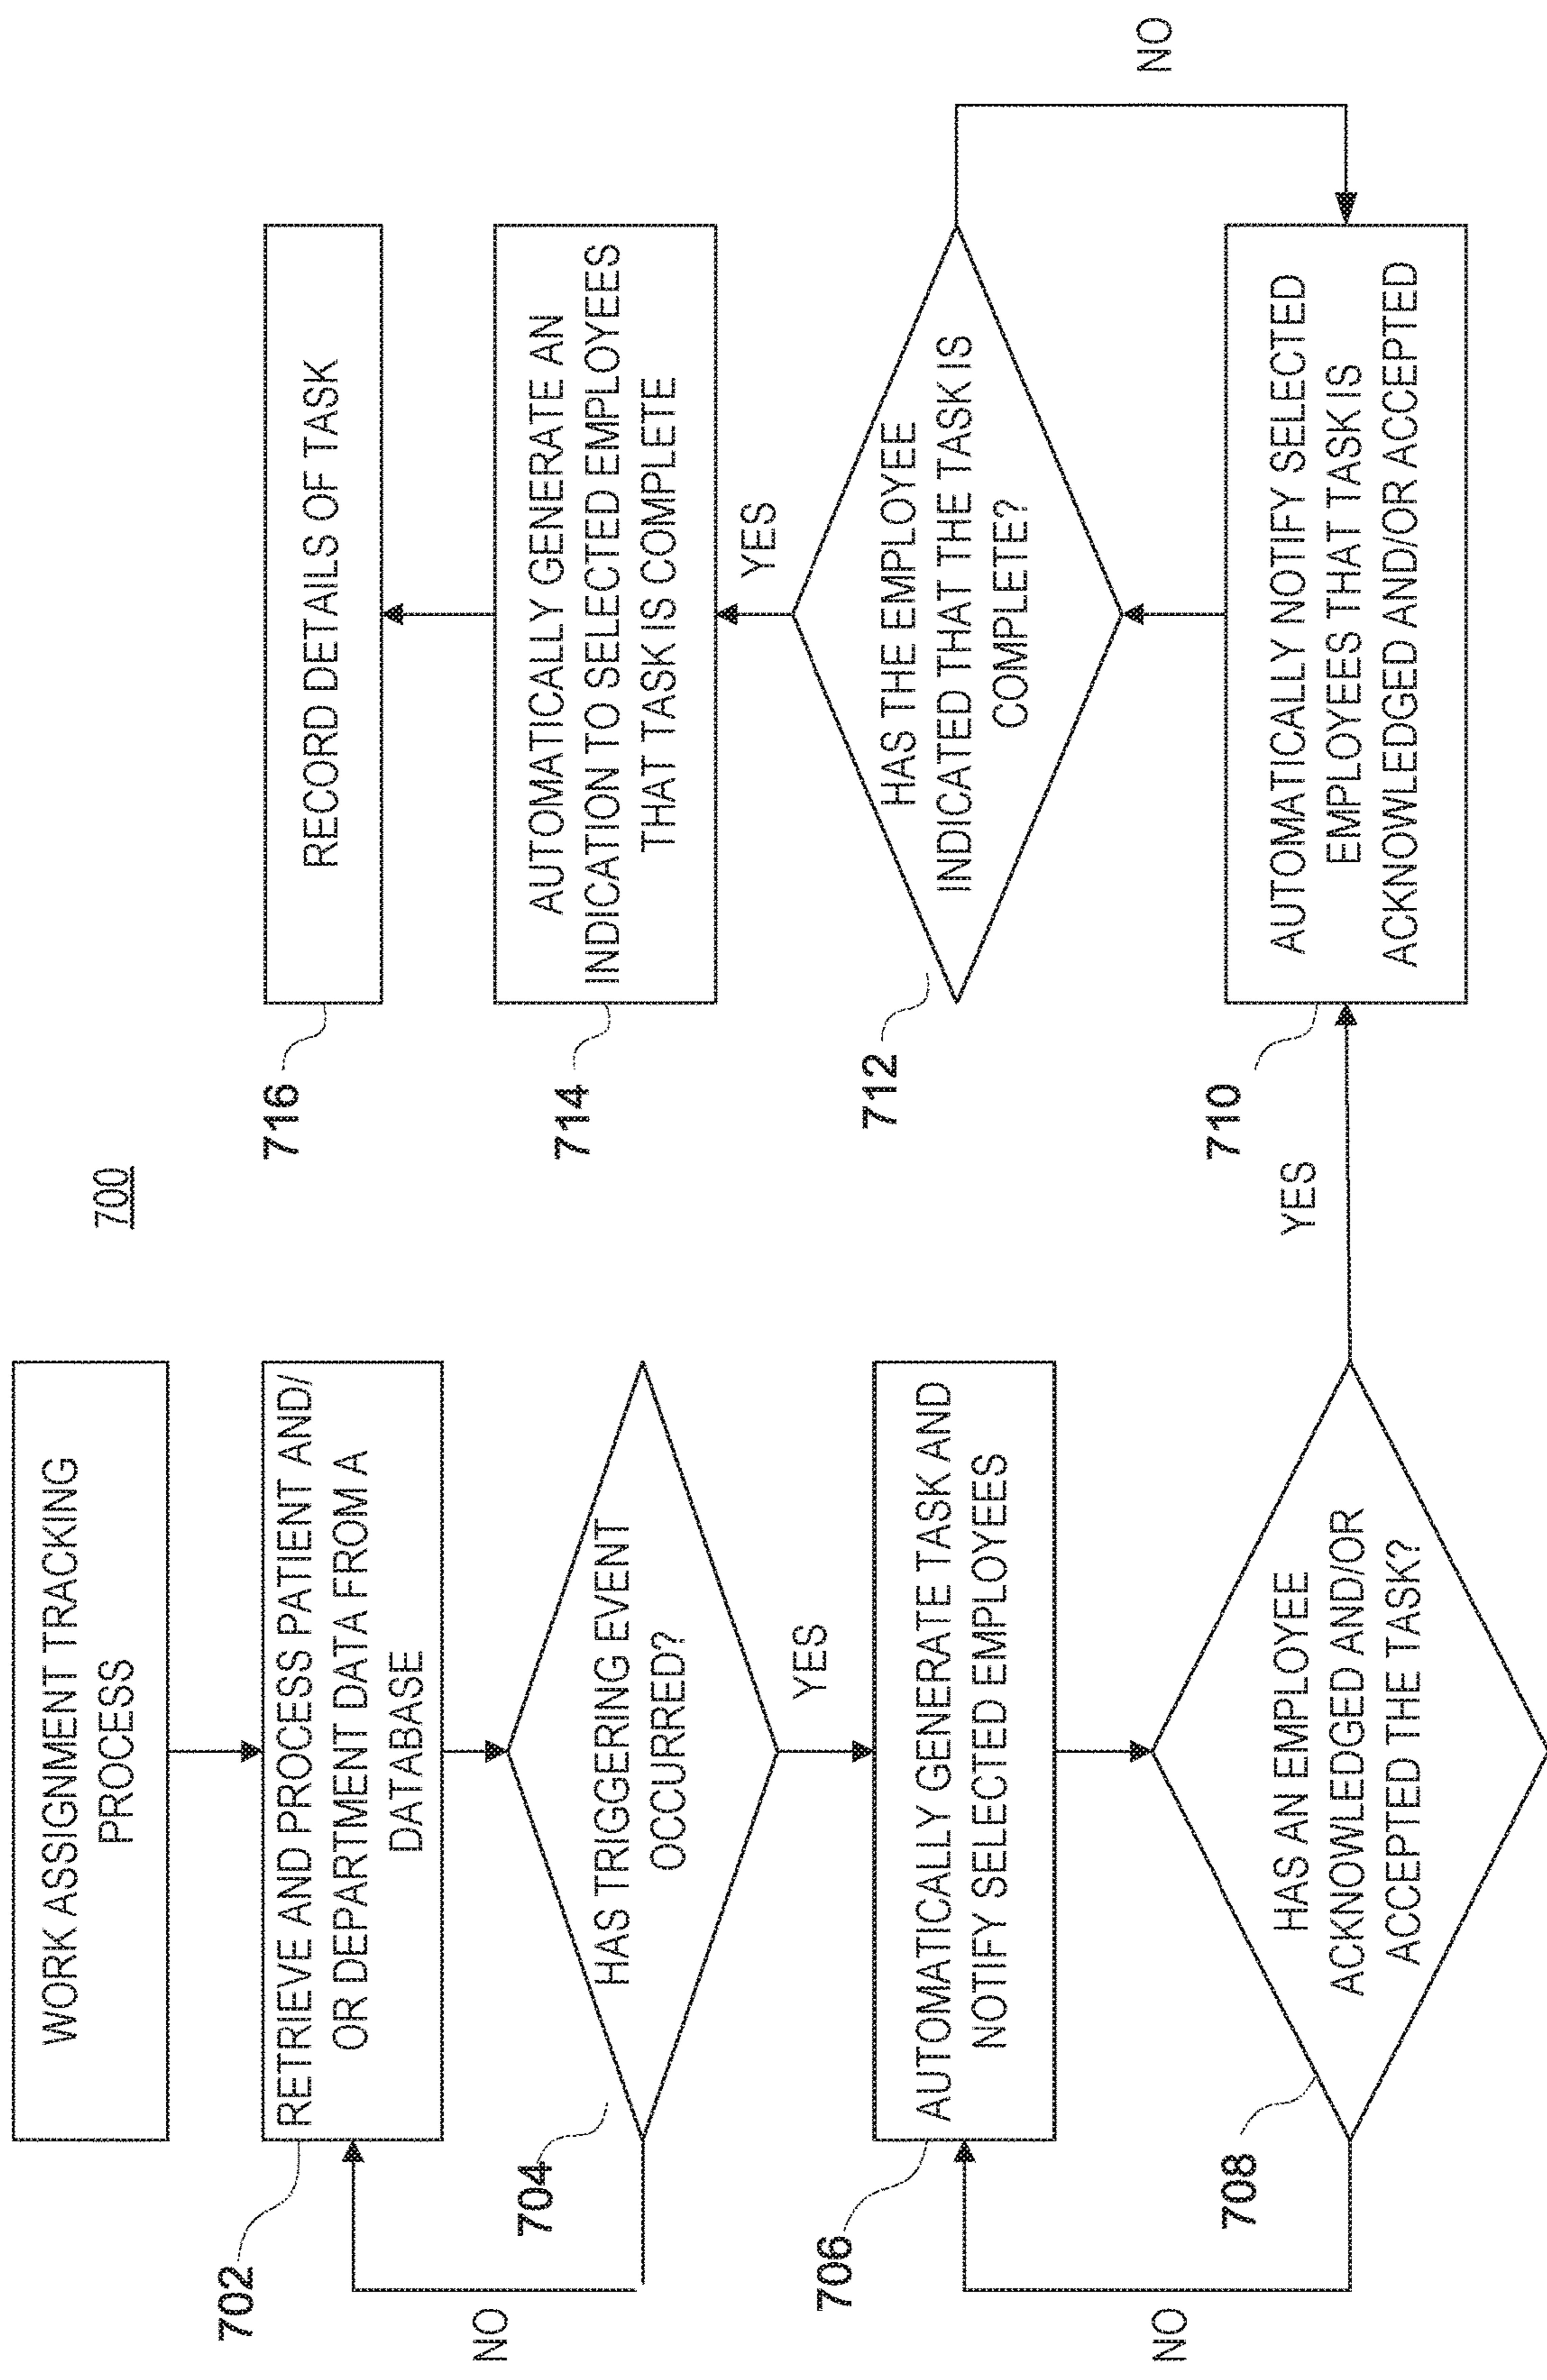 700
WORK ASSIGNMENT TRACKING
PROCESS
702
RETRIEVE AND PROCESS PATIENT AND/
OR DEPARTMENT DATA FROM A
DATABASE
704
HAS TRIGGERING EVENT
OCCURRED?
NO
YES
706
AUTOMATICALLY GENERATE TASK AND
NOTIFY SELECTED EMPLOYEES
708
HAS AN EMPLOYEE
ACKNOWLEDGED AND/OR
ACCEPTED THE TASK?
NO
YES
710
AUTOMATICALLY NOTIFY SELECTED
EMPLOYEES THAT TASK IS
ACKNOWLEDGED AND/OR ACCEPTED
712
HAS THE EMPLOYEE
INDICATED THAT THE TASK IS
COMPLETE?
NO
YES
714
AUTOMATICALLY GENERATE AN
INDICATION TO SELECTED EMPLOYEES
THAT TASK IS COMPLETE
716
RECORD DETAILS OF TASK